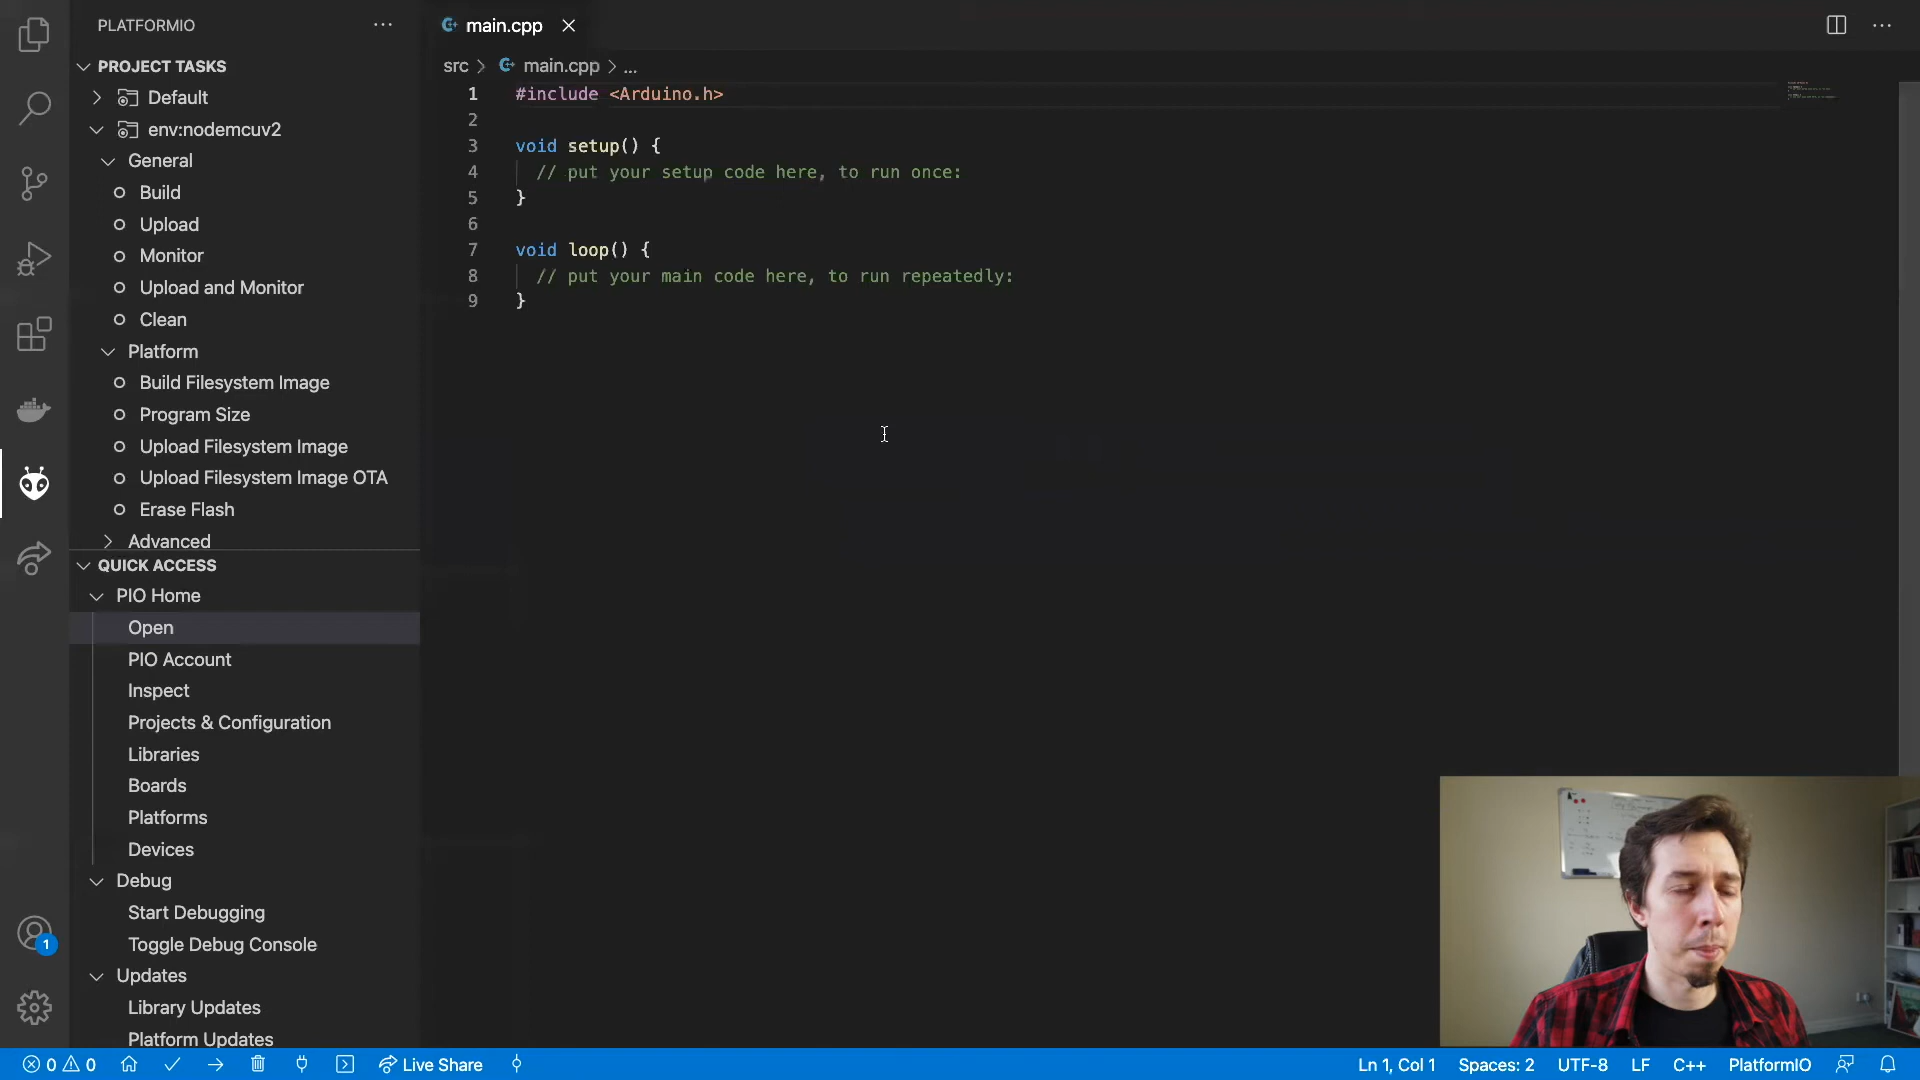 PLATFORMIO
PROJECT TASKS
Default
env:nodemcuv2
General
Build
Upload
Monitor
Upload and Monitor
Clean
Platform
Build Filesystem Image
Program Size
Upload Filesystem Image
Upload Filesystem Image OTA
Erase Flash
Advanced
QUICK ACCESS
PIO Home
Open
PIO Account
Inspect
Projects & Configuration
Libraries
Boards
Platforms
Devices
Debug
Start Debugging
Toggle Debug Console
Updates
Library Updates
Platform Updates
1
main.cpp
src > main.cpp > ...
1 #include <Arduino.h>
2
3 void setup() {
4 // put your setup code here, to run once:
5 }
6
7 void loop() {
8 // put your main code here, to run repeatedly:
9 }
0 0 Live Share Ln 1, Col 1 Spaces: 2 UTF-8 LF C++ PlatformIO